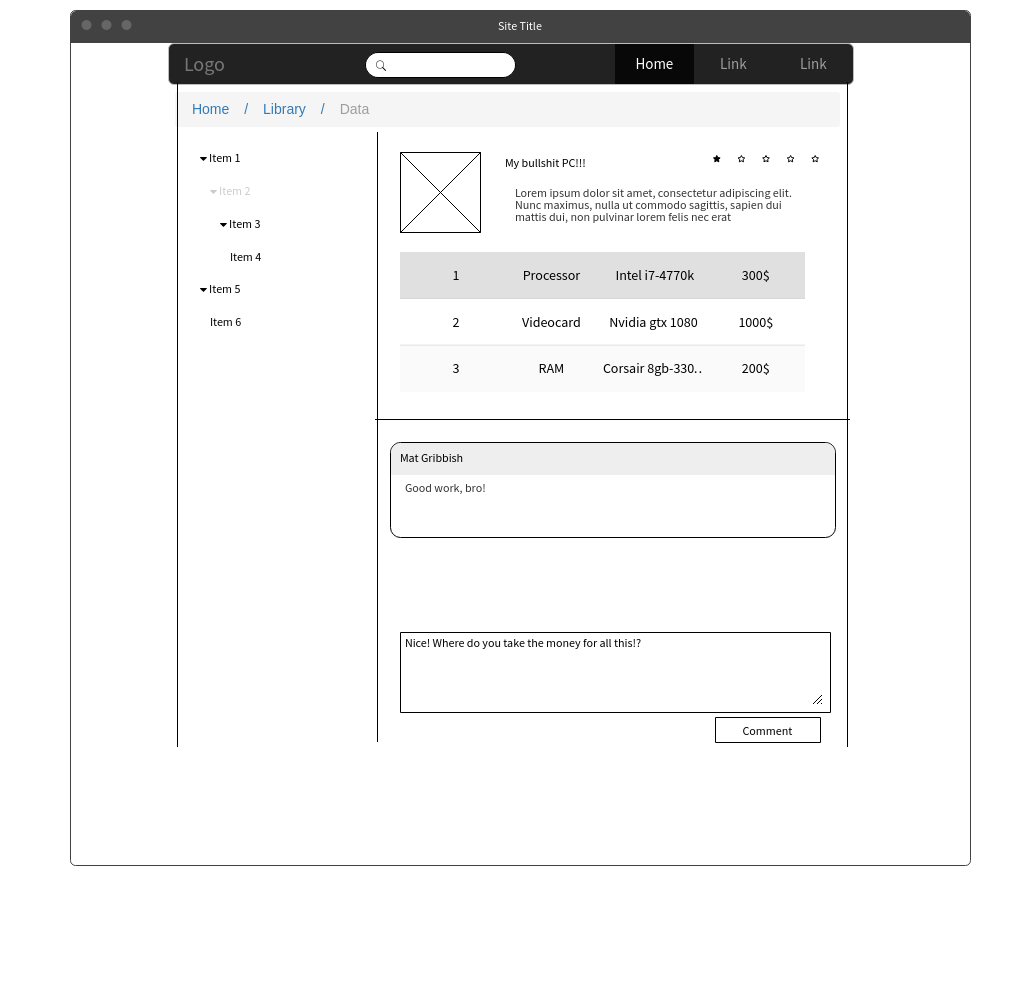 Site Title
Logo
Home Link Link
Home / Library / Data
Item 1
Item 2
Item 3
Item 4
Item 5
Item 6
My bullshit PC!!!
Lorem ipsum dolor sit amet, consectetur adipiscing elit.
Nunc maximus, nulla ut commodo sagittis, sapien dui
mattis dui, non pulvinar lorem felis nec erat
1 Processor Intel i7-4770k 300$
2 Videocard Nvidia gtx 1080 1000$
3 RAM Corsair 8gb-330.. 200$
Mat Gribbish
Good work, bro!
Nice! Where do you take the money for all this!?
Comment